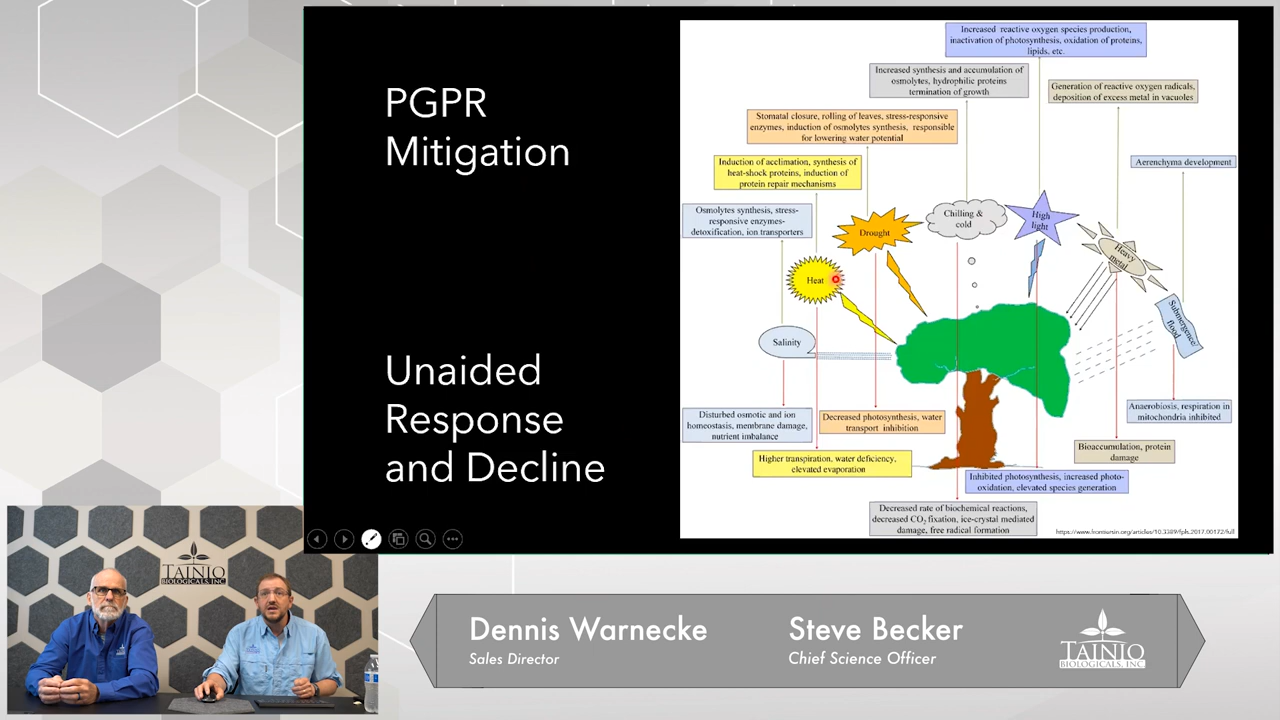 PGPR
Mitigation
Unaided
Response
and Decline
Increased reactive oxygen species production,
inactivation of photosynthesis, oxidation of proteins,
lipids. etc.
Increased synthesis and accumulation of
osmolytes, hydrophilic proteins
termination of growth
Generation of reactive oxygen radicals,
deposition of excess metal in vacuoles
Stomatal closure, rolling of leaves, stress-responsive
enzymes, induction of osmolytes synthesis, responsible
for lowering water potential
Aerenchyma development
Induction of acclimation, synthesis of
heat-shock proteins, induction of
protein repair mechanisms
Osmolytes synthesis, stress-
responsive enzymes-
detoxification, ion transporters
Drought
Chilling &
cold
High
light
Heavy
metal
Heat
Submergence/
flood
Salinity
Disturbed osmotic and ion
homeostasis, membrane damage,
nutrient imbalance
Decreased photosynthesis, water
transport inhibition
Anaerobiosis, respiration in
mitochondria inhibited
Bioaccumulation, protein
damage
Higher transpiration, water deficiency,
elevated evaporation
Inhibited photosynthesis, increased photo-
oxidation, elevated species generation
Decreased rate of biochemical reactions,
decreased CO2 fixation, ice-crystal mediated
damage, free radical formation
https://www.frontiersin.org/articles/10.3389/fpls.2017.00172/full
TAINIO
BIOLOGICALS, INC
Dennis Warnecke
Sales Director
Steve Becker
Chief Science Officer
TAINIO
BIOLOGICALS, INC